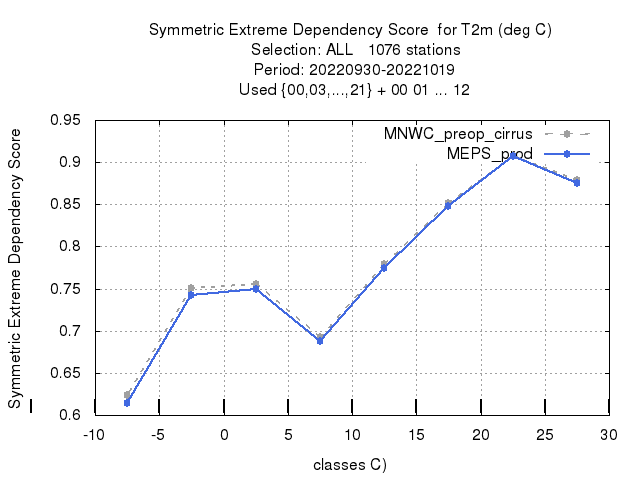 Symmetric Extreme Dependency Score for T2m (deg C)
Selection: ALL 1076 stations
Period: 20220930-20221019
Used {00,03,...,21} + 00 01 ... 12
Symmetric Extreme Dependency Score
0.95
0.9
0.85
0.8
0.75
0.7
0.65
0.6
MNWC_preop_cirrus
MEPS_prod
-10 -5 0 5 10 15 20 25 30
classes C)